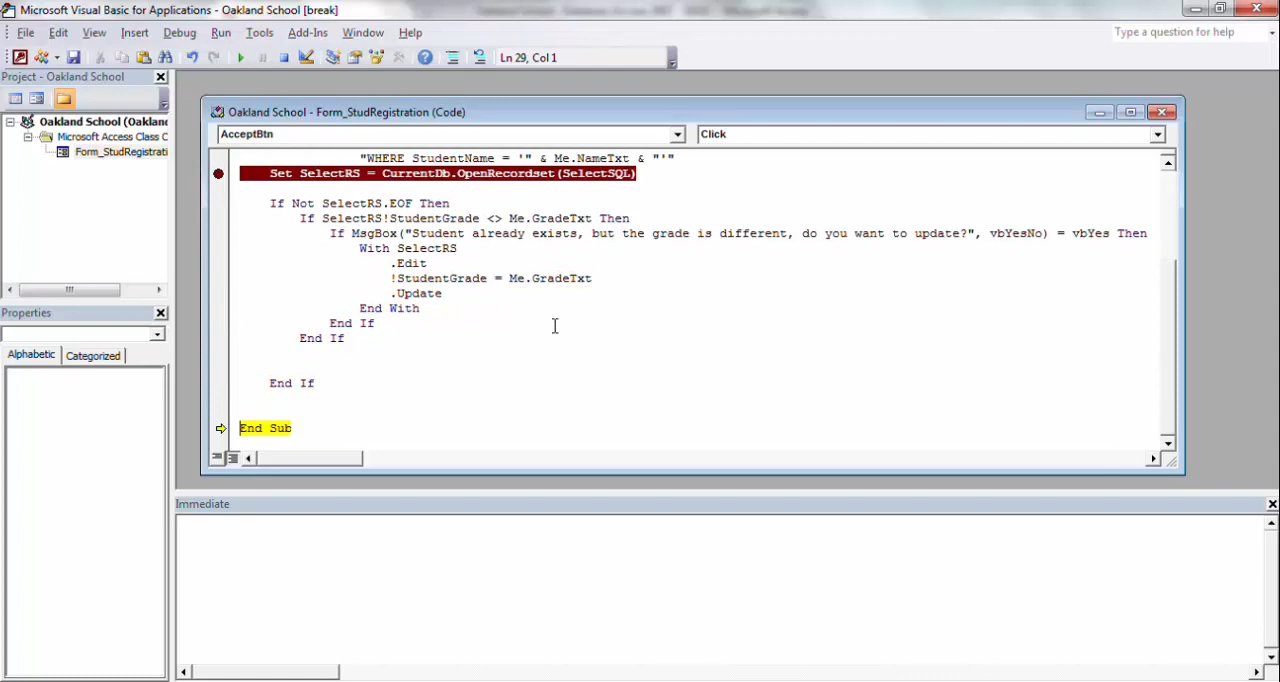 Microsoft Visual Basic for Applications - Oakland School [break]
File Edit View Insert Debug Run Tools Add-Ins Window Help
Type a question for help
Ln 29, Col 1
Project - Oakland School
Oakland School (Oakland
Microsoft Access Class C
Form_StudRegistrati
Properties
Alphabetic Categorized
Oakland School - Form_StudRegistration (Code)
AcceptBtn Click
"WHERE StudentName = '" & Me.NameTxt & "'"
Set SelectRS = CurrentDb.OpenRecordset(SelectSQL)
If Not SelectRS.EOF Then
If SelectRS!StudentGrade <> Me.GradeTxt Then
If MsgBox("Student already exists, but the grade is different, do you want to update?", vbYesNo) = vbYes Then
With SelectRS
.Edit
!StudentGrade = Me.GradeTxt
.Update
End With
End If
End If
End If
End Sub
Immediate